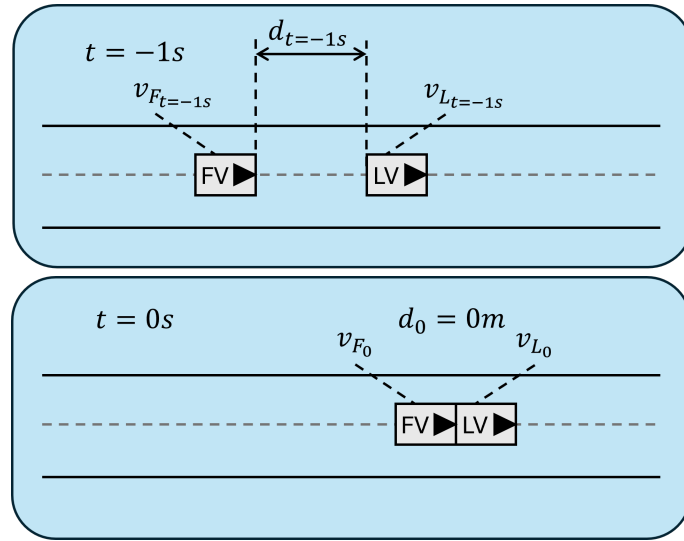 d_{t=-1s}
t = -1s
v_{F_{t=-1s}} v_{L_{t=-1s}}
FV LV
t = 0s d_0 = 0m
v_{F_0} v_{L_0}
FV LV